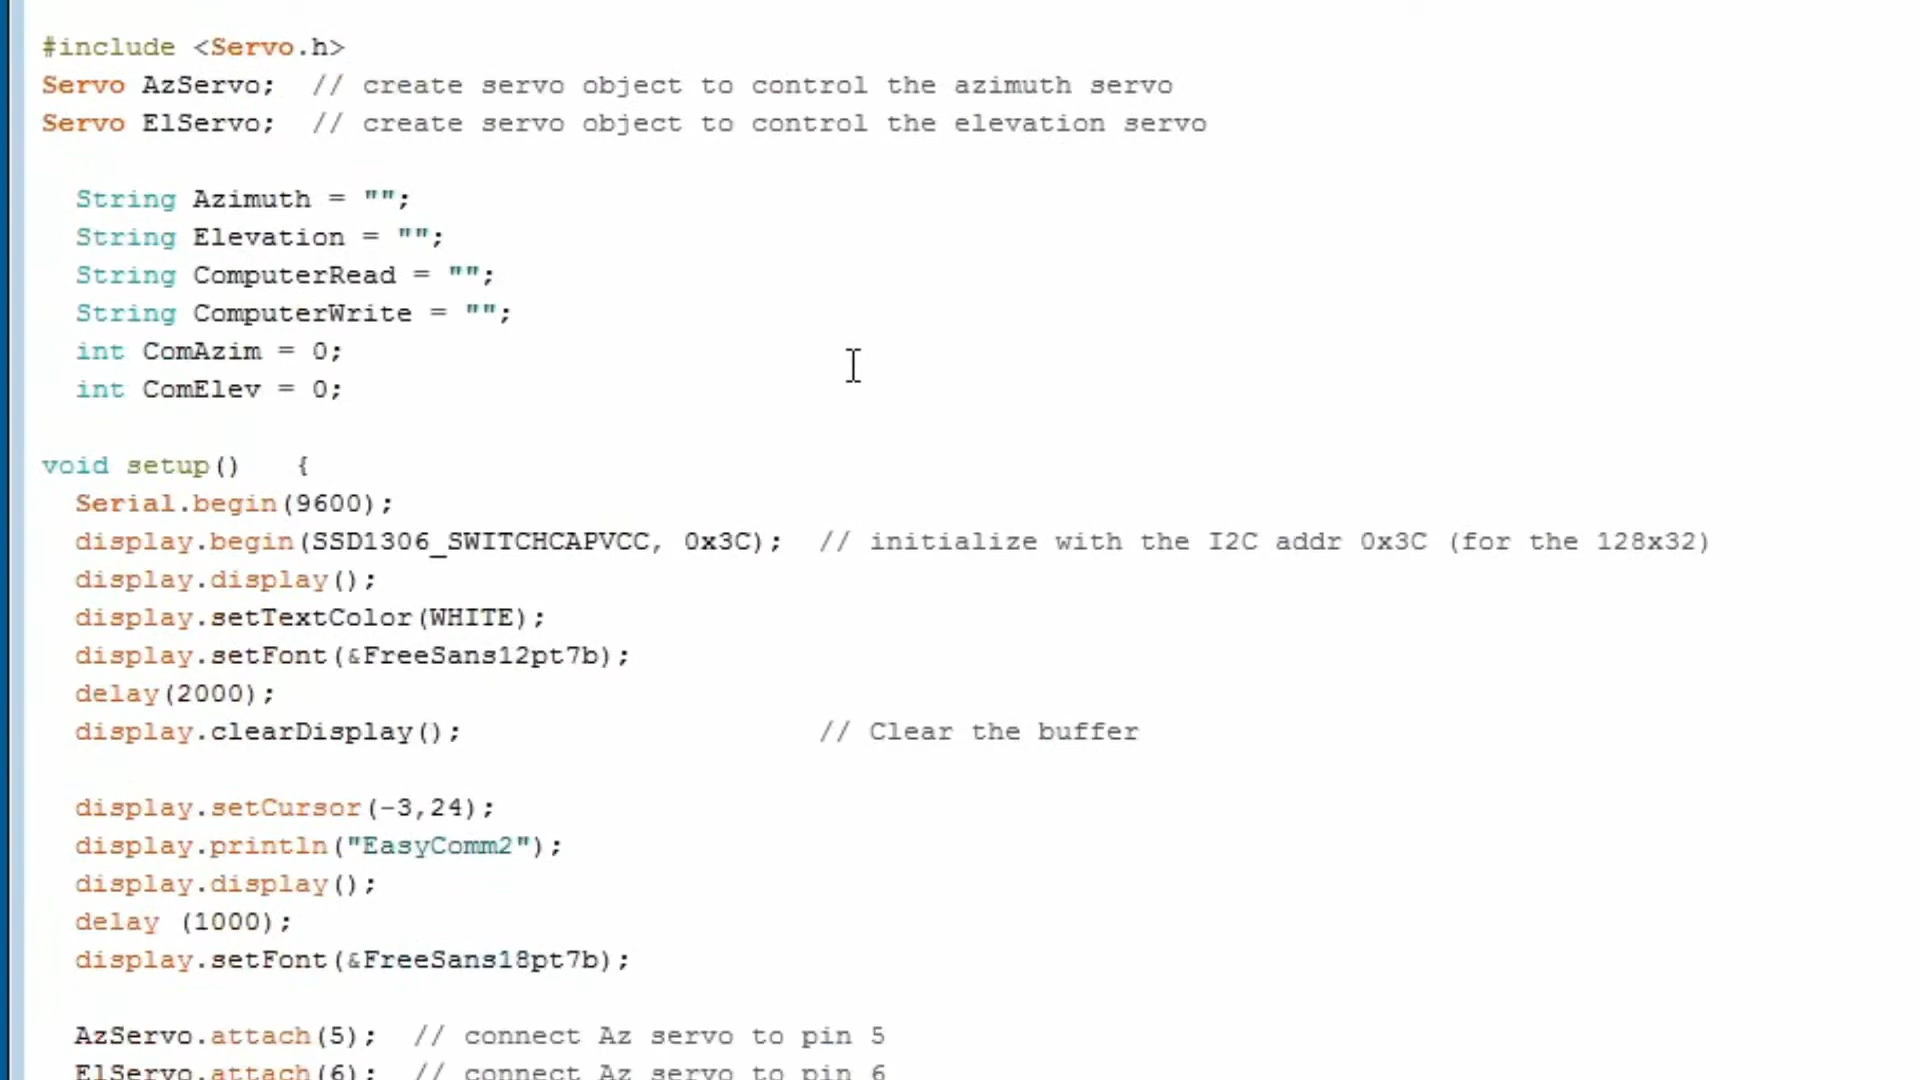 #include <Servo.h>
Servo AzServo;  // create servo object to control the azimuth servo
Servo ElServo;  // create servo object to control the elevation servo
String Azimuth = "";
String Elevation = "";
String ComputerRead = "";
String ComputerWrite = "";
int ComAzim = 0;
int ComElev = 0;
void setup()   {
Serial.begin(9600);
display.begin(SSD1306_SWITCHCAPVCC, 0x3C);  // initialize with the I2C addr 0x3C (for the 128x32)
display.display();
display.setTextColor(WHITE);
display.setFont(&FreeSans12pt7b);
delay(2000);
display.clearDisplay();                     // Clear the buffer
display.setCursor(-3,24);
display.println("EasyComm2");
display.display();
delay (1000);
display.setFont(&FreeSans18pt7b);
AzServo.attach(5);  // connect Az servo to pin 5
ElServo.attach(6);  // connect Az servo to pin 6